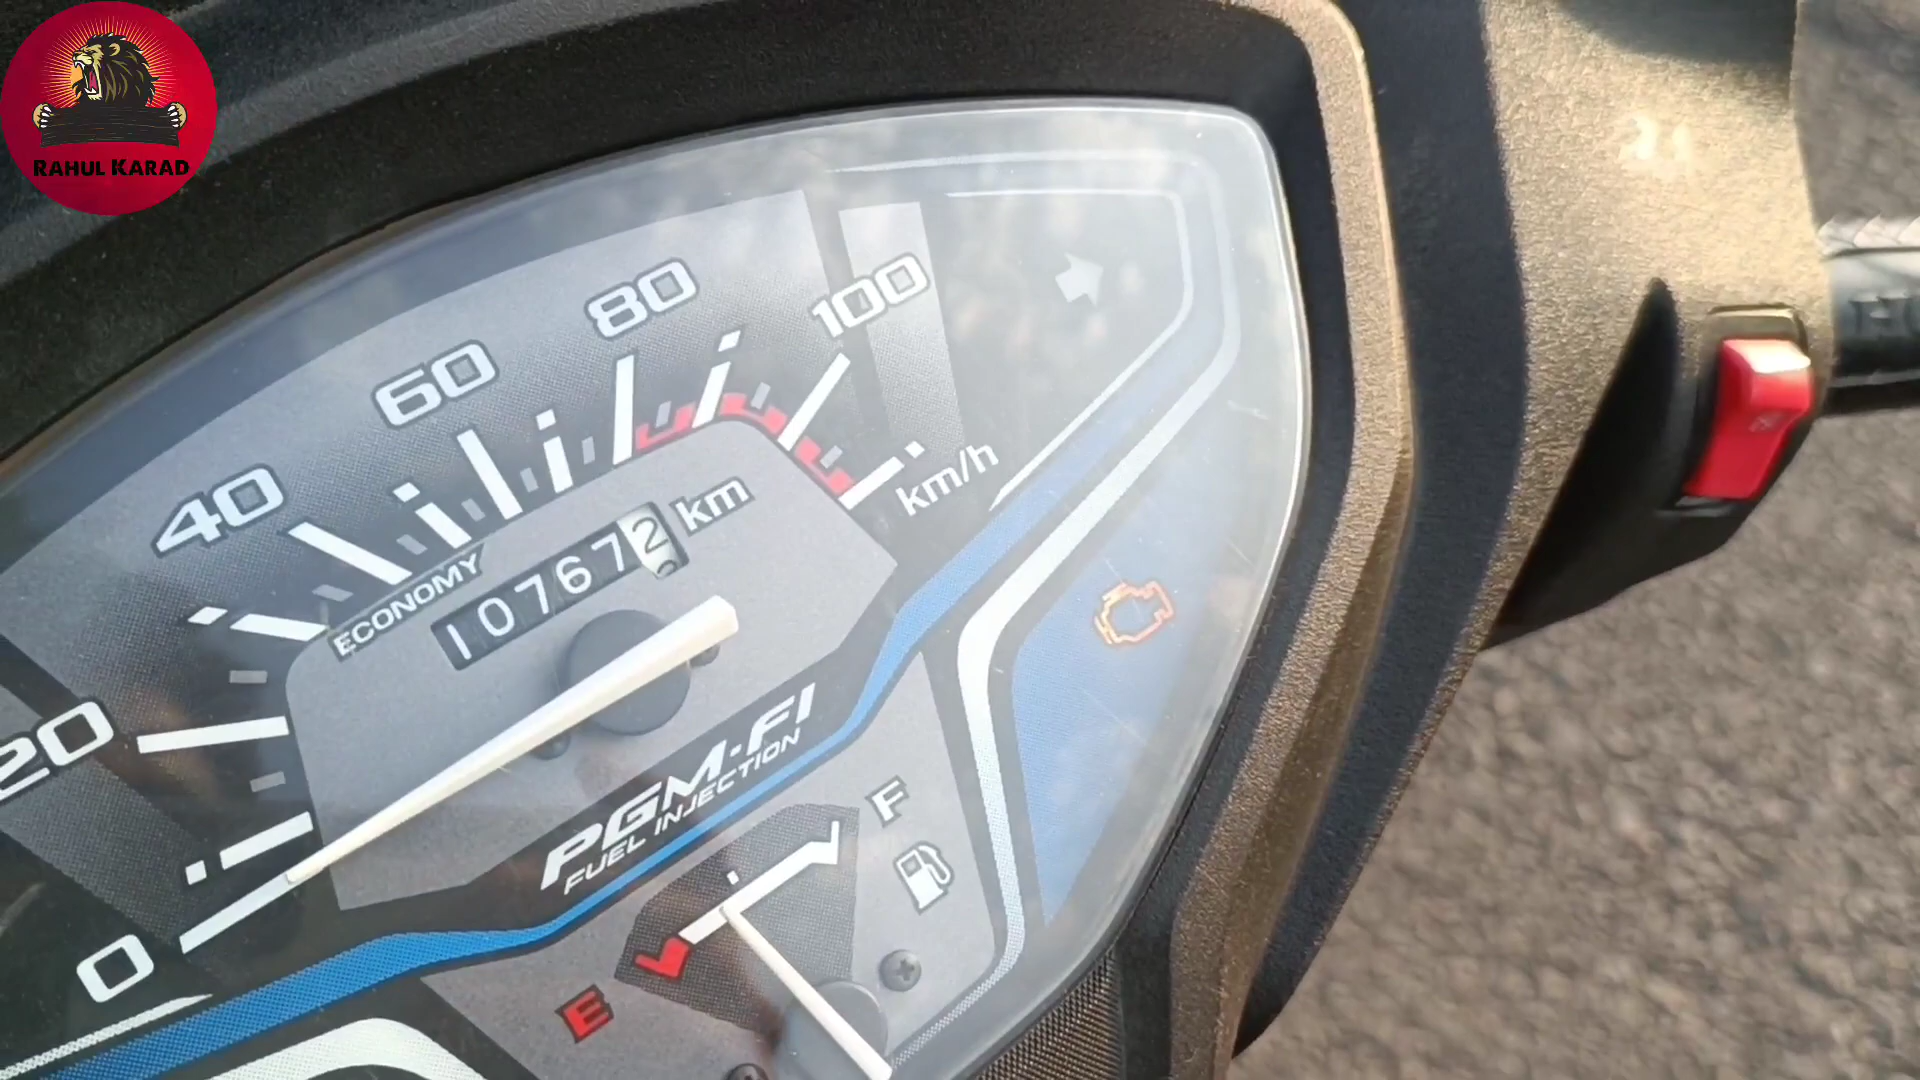 RAHUL KARAD
0
20
40
60
80
100
km/h
ECONOMY
107672 km
PGM-FI
FUEL INJECTION
E
F